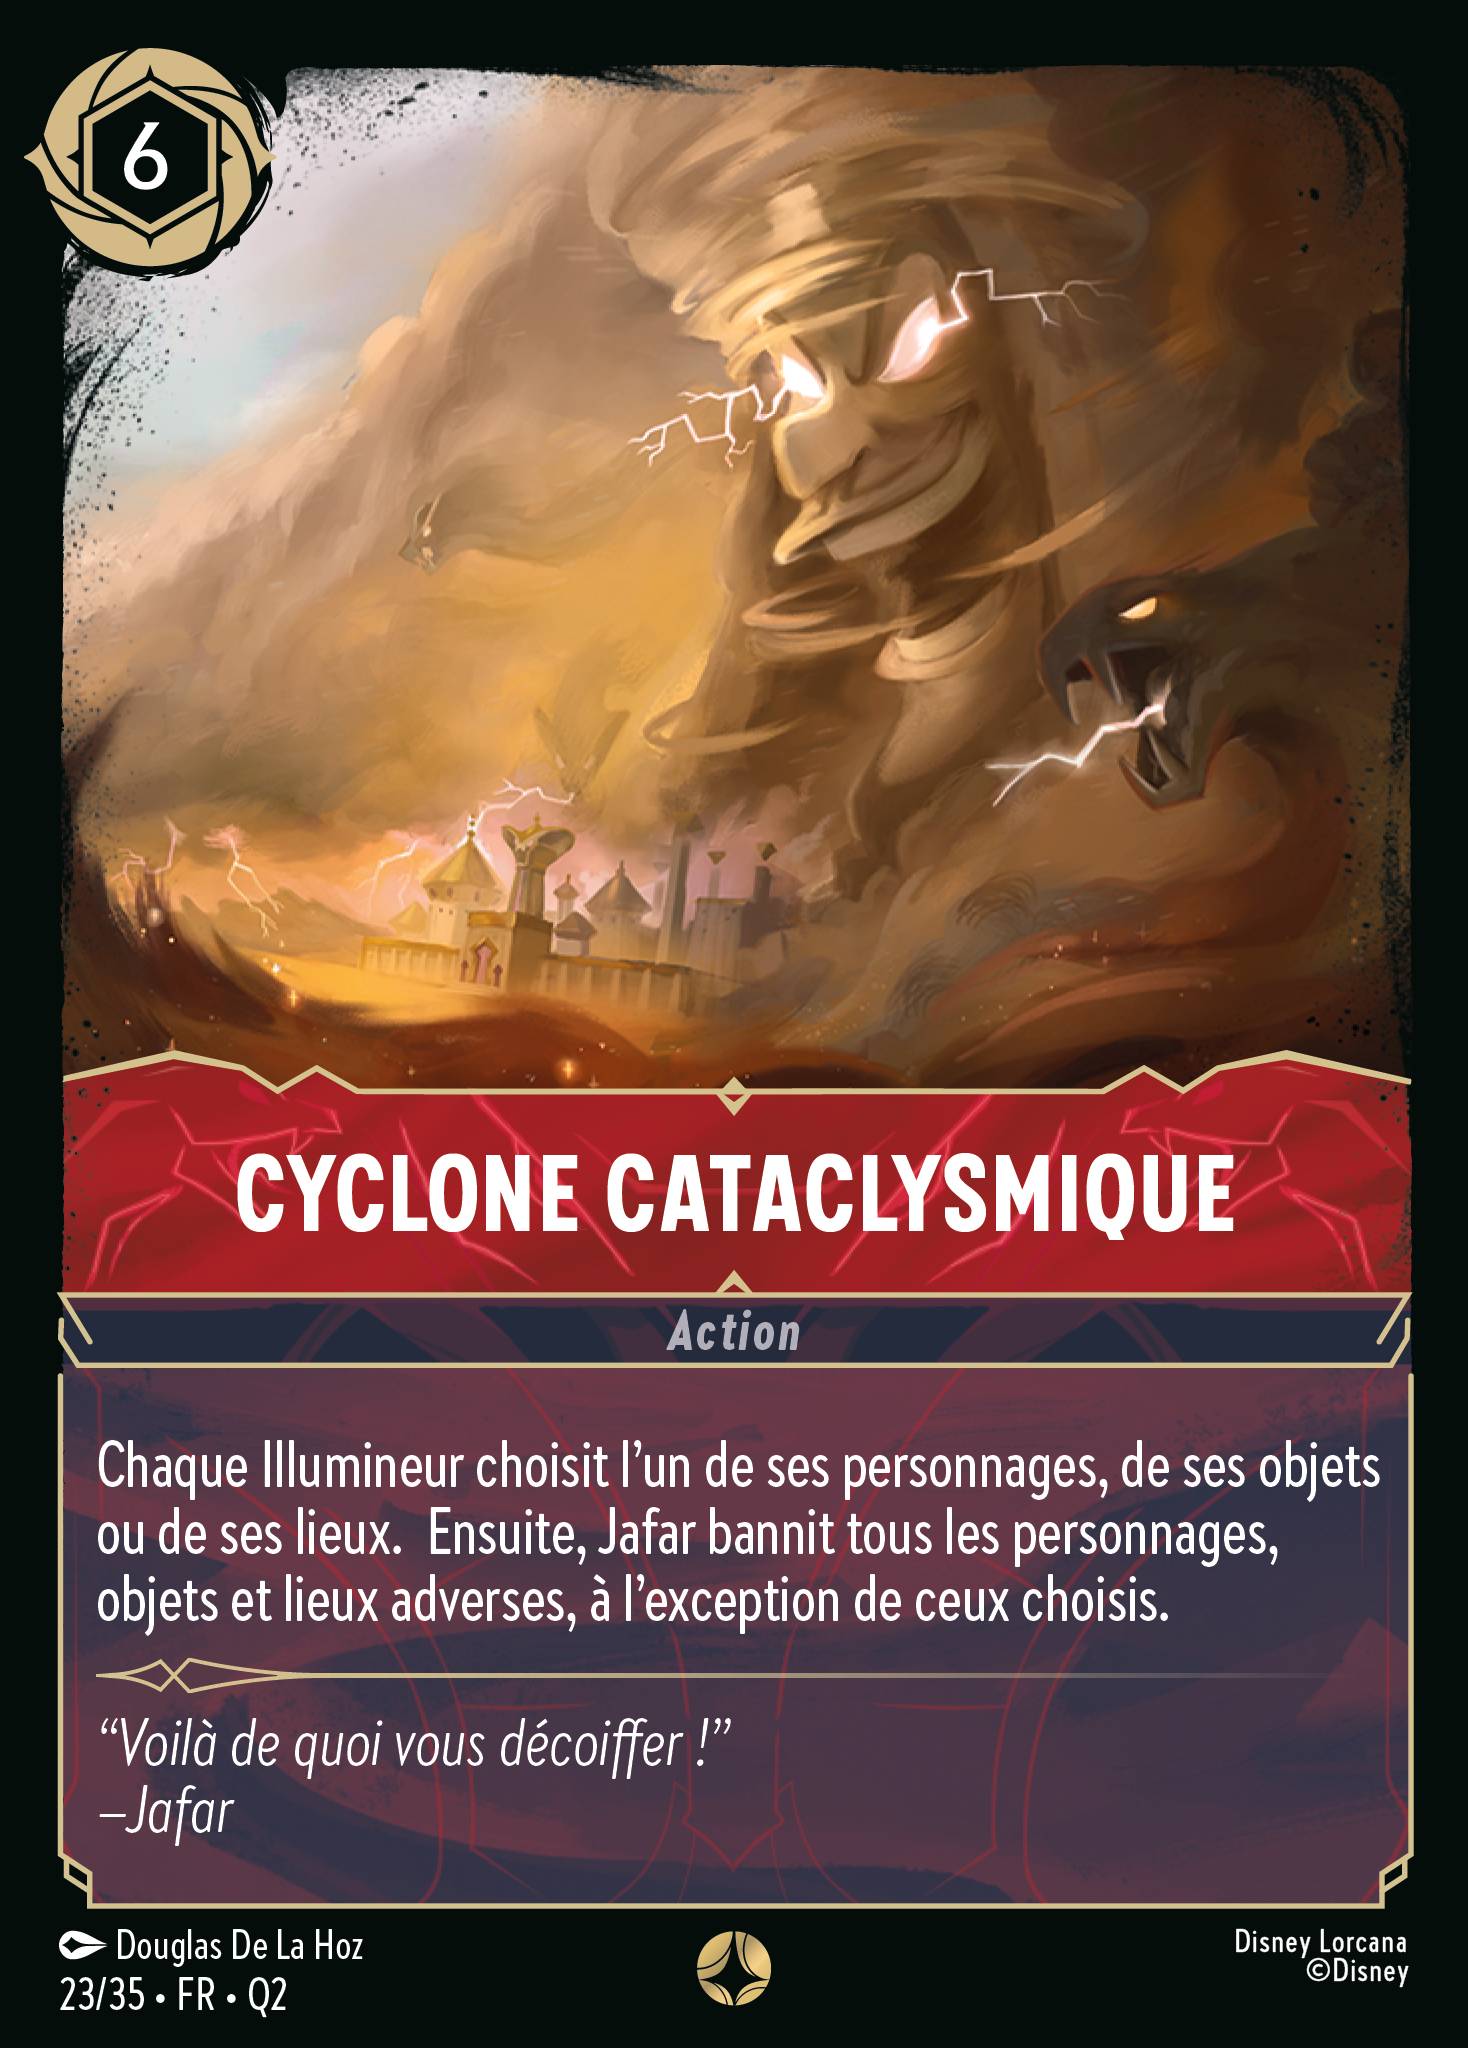 6
CYCLONE CATACLYSMIQUE
Action
Chaque Illumineur choisit l’un de ses personnages, de ses objets
ou de ses lieux.  Ensuite, Jafar bannit tous les personnages,
objets et lieux adverses, à l’exception de ceux choisis.
“Voilà de quoi vous décoiffer !”
–Jafar
Douglas De La Hoz
23/35 • FR • Q2
Disney Lorcana
©Disney